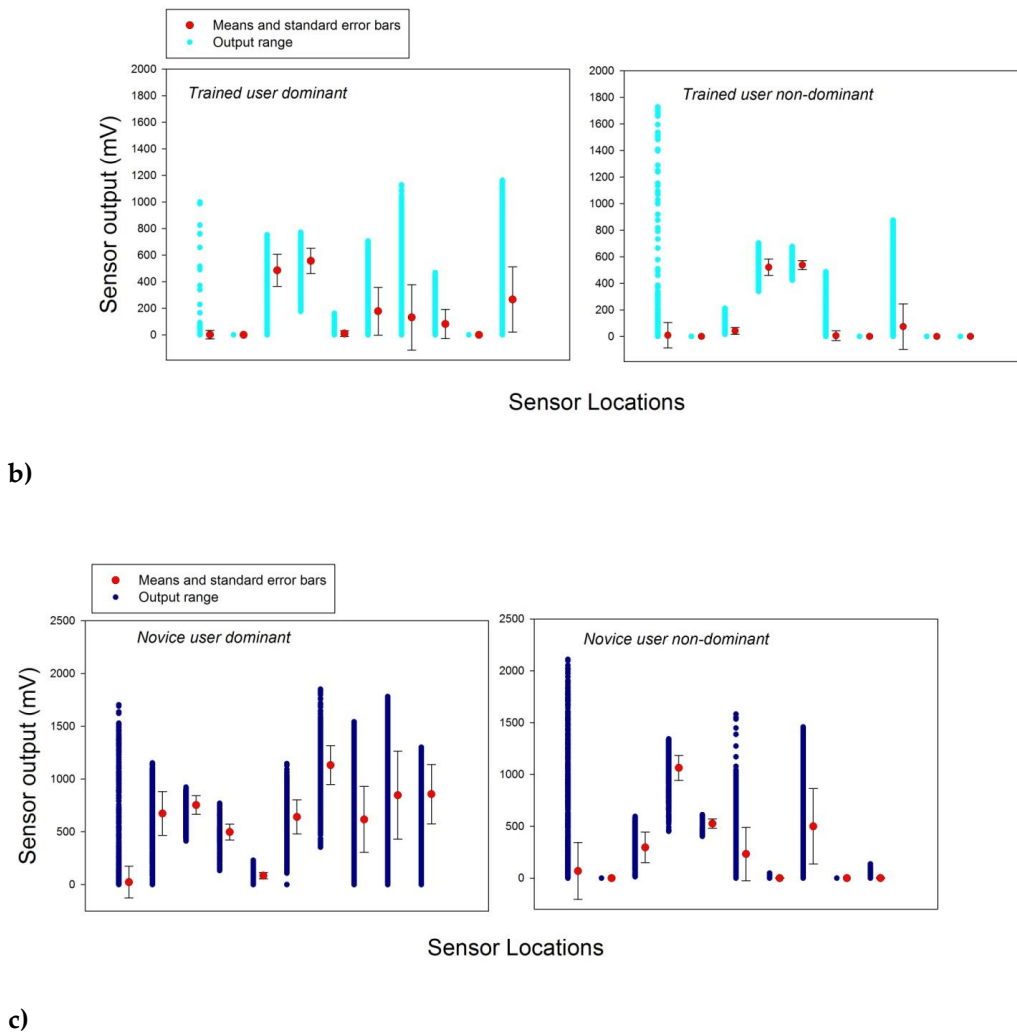 Means and standard error bars
Output range
Sensor output (mV)
2000
1800
1600
1400
1200
1000
800
600
400
200
0
Trained user dominant
2000
1800
1600
1400
1200
1000
800
600
400
200
0
Trained user non-dominant
Sensor Locations
b)
Means and standard error bars
Output range
Sensor output (mV)
2500
2000
1500
1000
500
0
Novice user dominant
2500
2000
1500
1000
500
0
Novice user non-dominant
Sensor Locations
c)